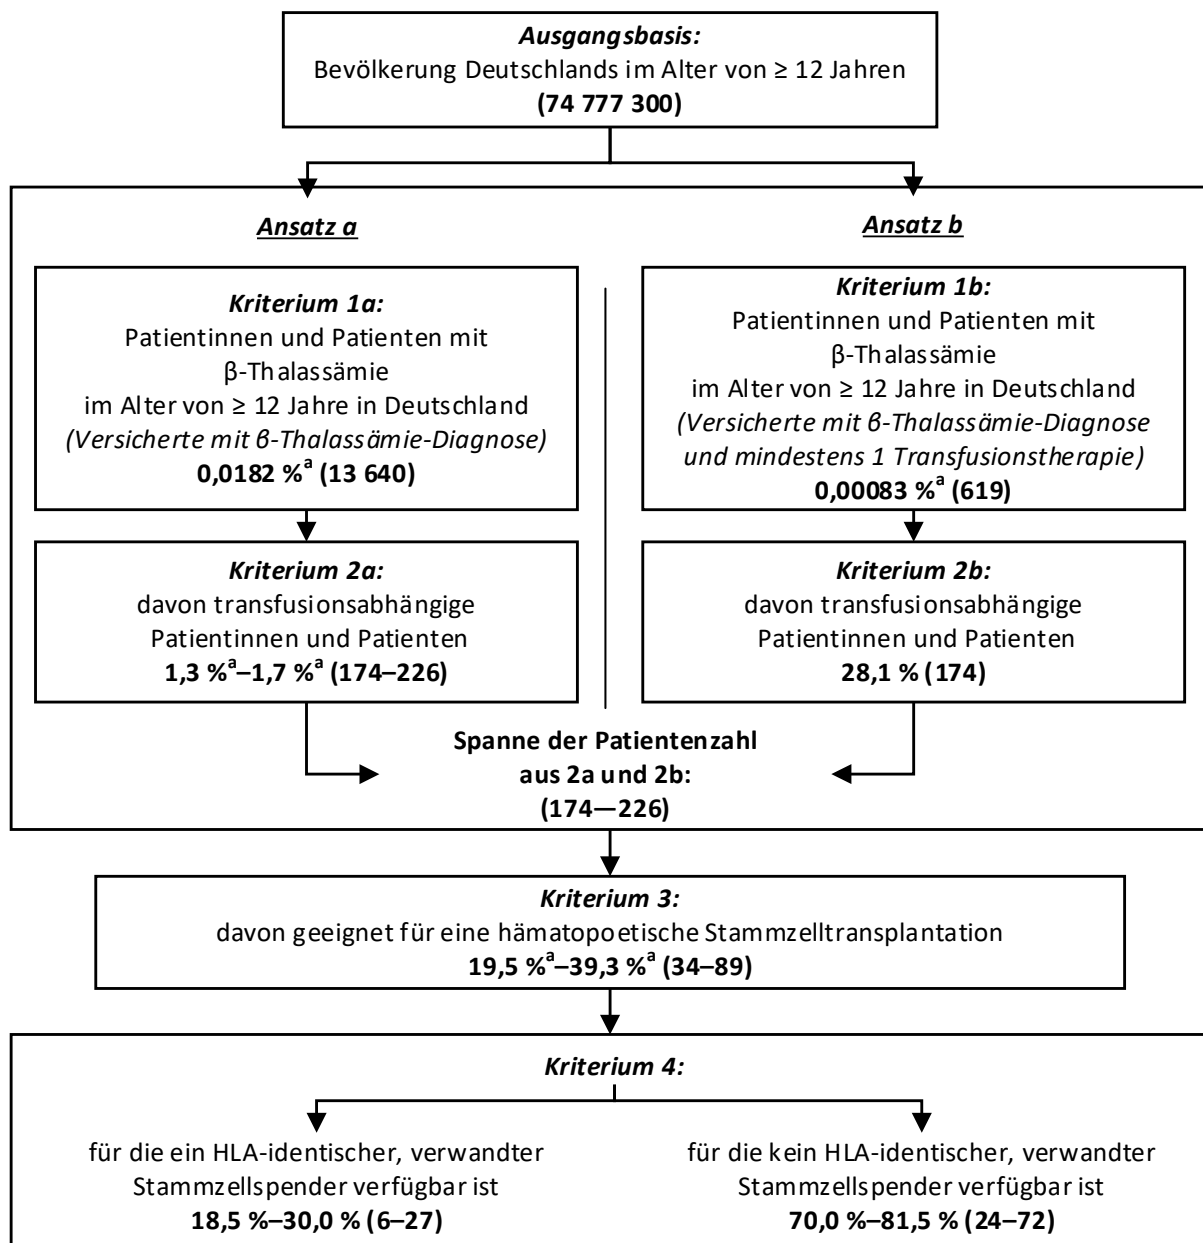 Ausgangsbasis:
Bevölkerung Deutschlands im Alter von ≥ 12 Jahren
(74 777 300)
Ansatz a
Kriterium 1a:
Patientinnen und Patienten mit
β-Thalassämie
im Alter von ≥ 12 Jahre in Deutschland
(Versicherte mit β-Thalassämie-Diagnose)
0,0182 %a (13 640)
Kriterium 2a:
davon transfusionsabhängige
Patientinnen und Patienten
1,3 %a–1,7 %a (174–226)
Ansatz b
Kriterium 1b:
Patientinnen und Patienten mit
β-Thalassämie
im Alter von ≥ 12 Jahre in Deutschland
(Versicherte mit β-Thalassämie-Diagnose
und mindestens 1 Transfusionstherapie)
0,00083 %a (619)
Kriterium 2b:
davon transfusionsabhängige
Patientinnen und Patienten
28,1 % (174)
Spanne der Patientenzahl
aus 2a und 2b:
(174—226)
Kriterium 3:
davon geeignet für eine hämatopoetische Stammzelltransplantation
19,5 %a–39,3 %a (34–89)
Kriterium 4:
für die ein HLA-identischer, verwandter
Stammzellspender verfügbar ist
18,5 %–30,0 % (6–27)
für die kein HLA-identischer, verwandter
Stammzellspender verfügbar ist
70,0 %–81,5 % (24–72)